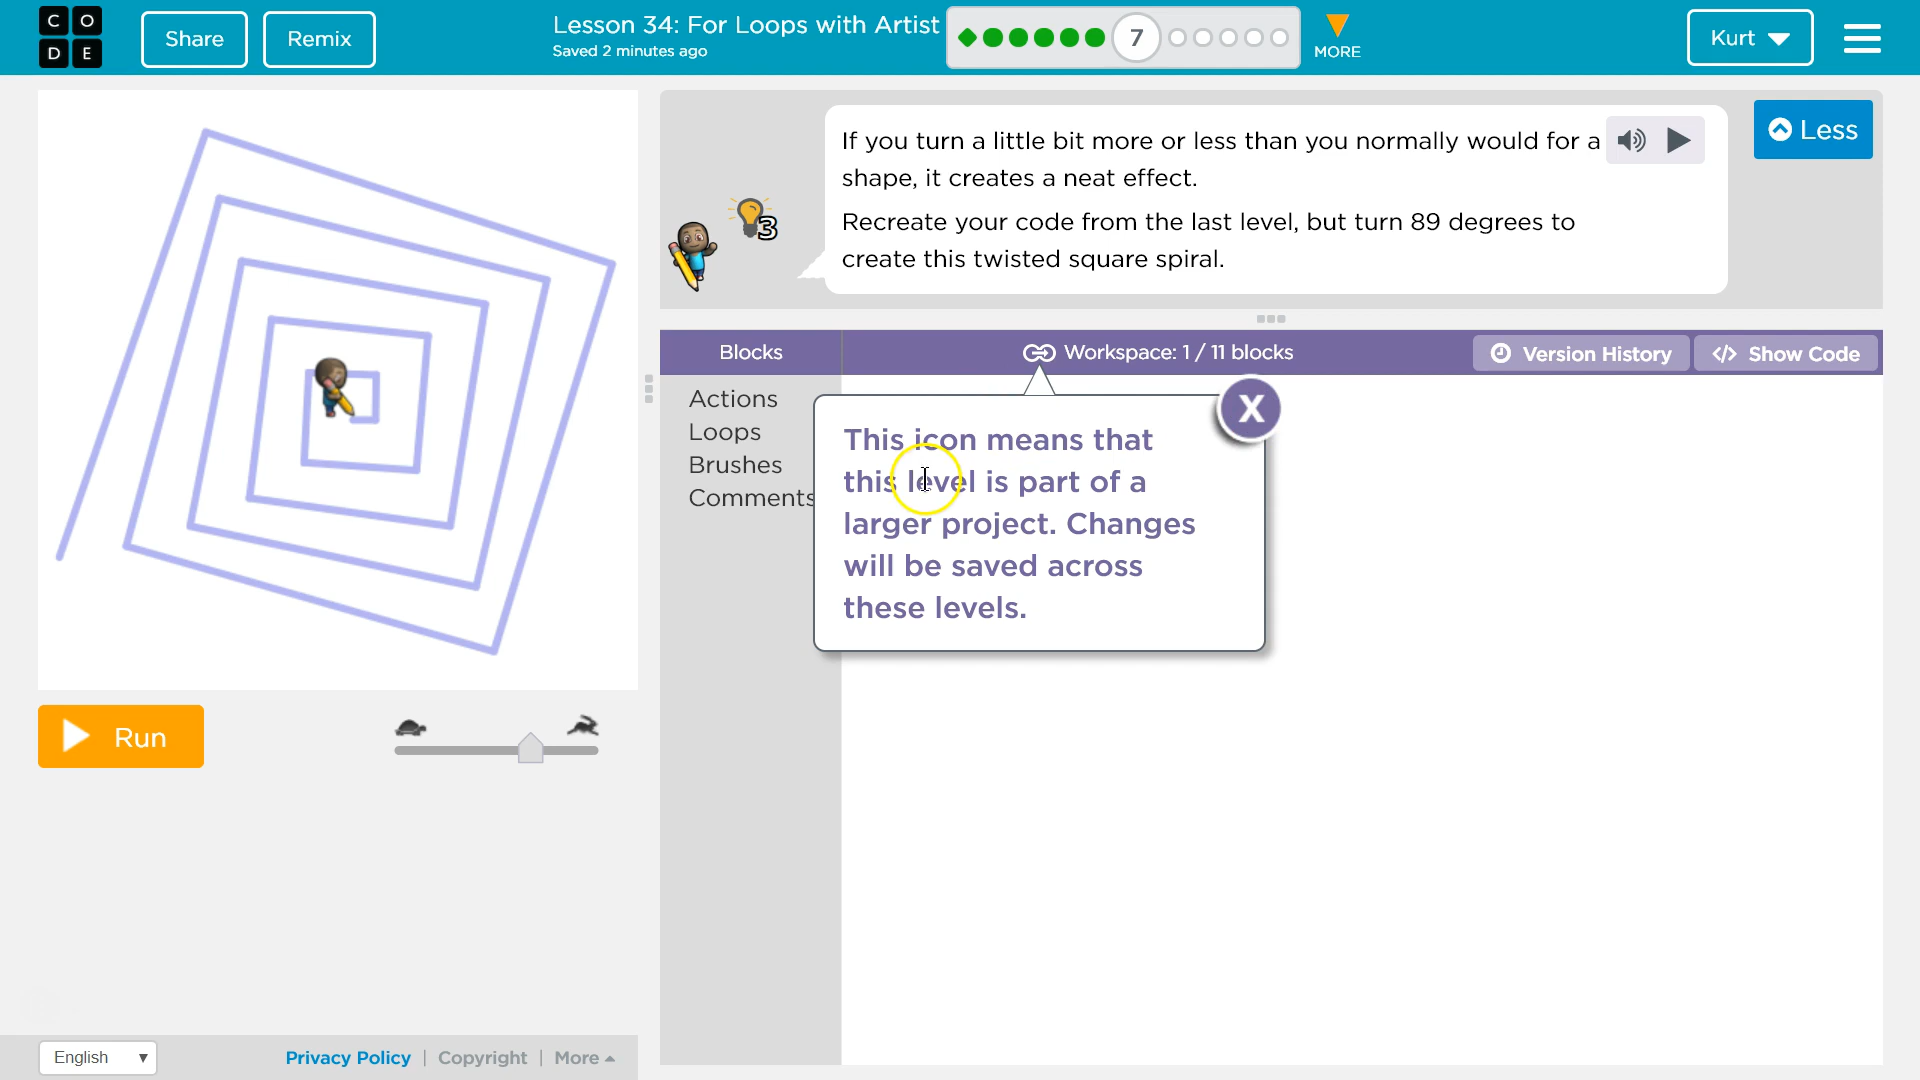 C O
D E
Share
Remix
Lesson 34: For Loops with Artist
Saved 2 minutes ago
7
MORE
Kurt
If you turn a little bit more or less than you normally would for a
shape, it creates a neat effect.
Recreate your code from the last level, but turn 89 degrees to
create this twisted square spiral.
3
Less
Blocks
Workspace: 1 / 11 blocks
Version History
</> Show Code
Actions
Loops
Brushes
Comments
X
This icon means that
this level is part of a
larger project. Changes
will be saved across
these levels.
Run
English
Privacy Policy | Copyright | More